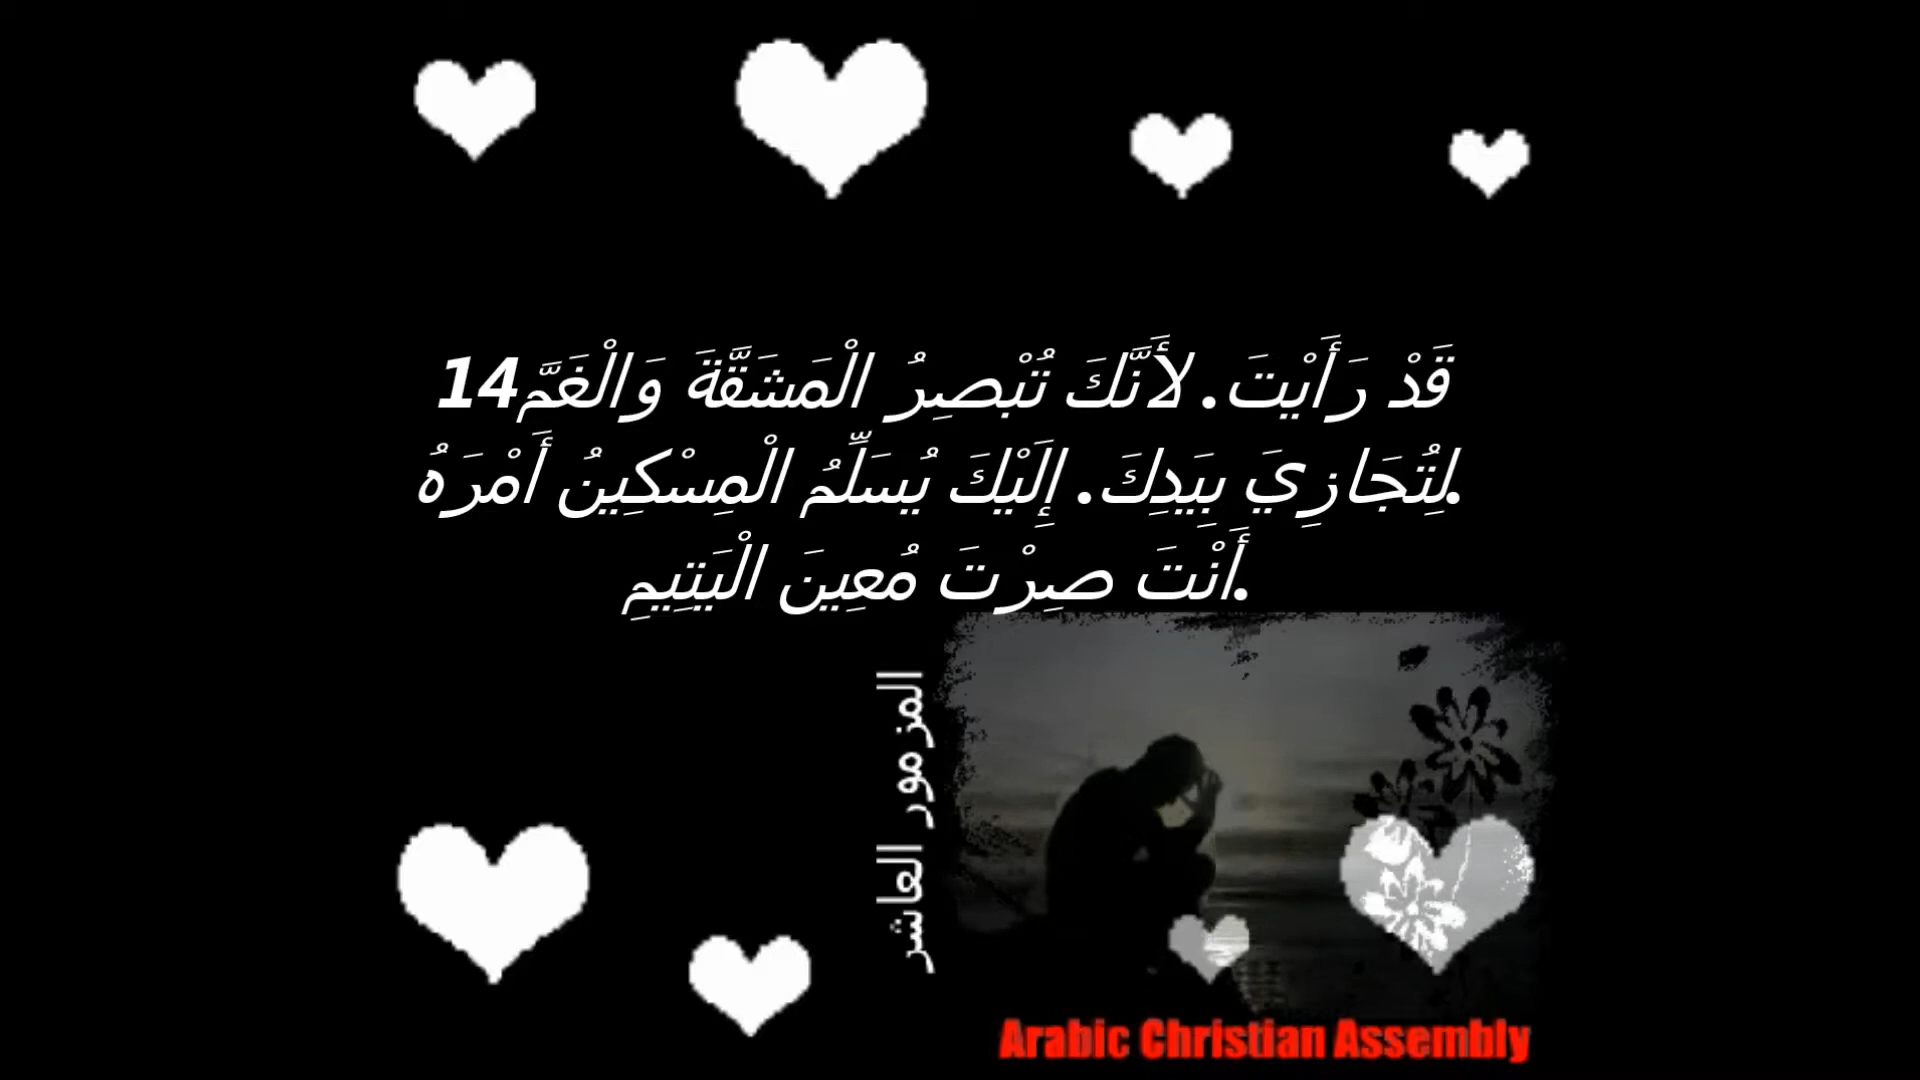 14قَدْ رَأَيْتَ. لأَنَّكَ تُبْصِرُ الْمَشَقَّةَ وَالْغَمَّ
لِتُجَازِيَ بِيَدِكَ. إِلَيْكَ يُسَلِّمُ الْمِسْكِينُ أَمْرَهُ.
أَنْتَ صِرْتَ مُعِينَ الْيَتِيمِ.
المزمور العاشر
Arabic Christian Assembly